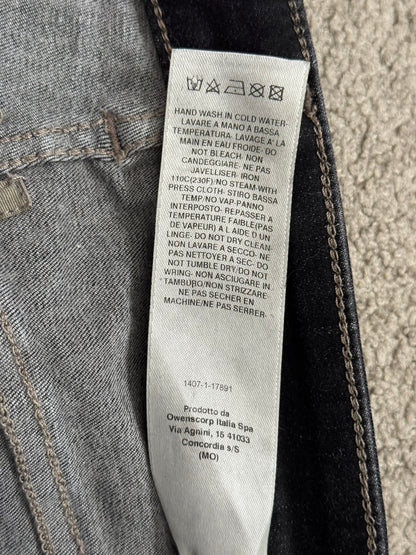 HAND WASH IN COLD WATER-
LAVARE A MANO A BASSA
TEMPERATURA- LAVAGE A' LA
MAIN EN EAU FROIDE- DO
NOT BLEACH- NON
CANDEGGIARE- NE PAS
JAVELLISER- IRON
110C(230F)/NO STEAM-WITH
PRESS CLOTH- STIRO BASSA
TEMP/NO VAP-PANNO
INTERPOSTO- REPASSER A
TEMPERATURE FAIBLE(PAS
DE VAPEUR) A L AIDE D UN
LINGE- DO NOT DRY CLEAN-
NON LAVARE A SECCO- NE
PAS NETTOYER A SEC- DO
NOT TUMBLE DRY/DO NOT
WRING- NON ASCIUGARE IN
TAMBURO/NON STRIZZARE
NE PAS SECHER EN
MACHINE/NE PAS SERRER-
1407-1-17891
Prodotto da
Owenscorp Italia Spa
Via Agnini, 15 41033
Concordia s/S
(MO)